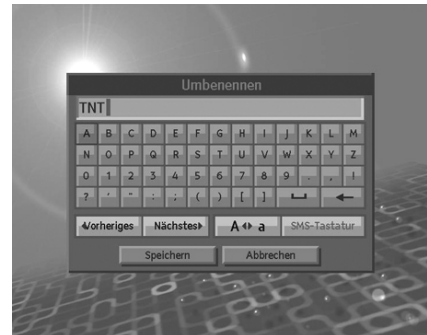 Umbenennen
TNT
A B C D E F G H I J K L M
N O P Q R S T U V W X Y Z
0 1 2 3 4 5 6 7 8 9 . , !
? ' " : ; ( ) [ ]
Vorheriges Nächstes A a SMS-Tastatur
Speichern Abbrechen